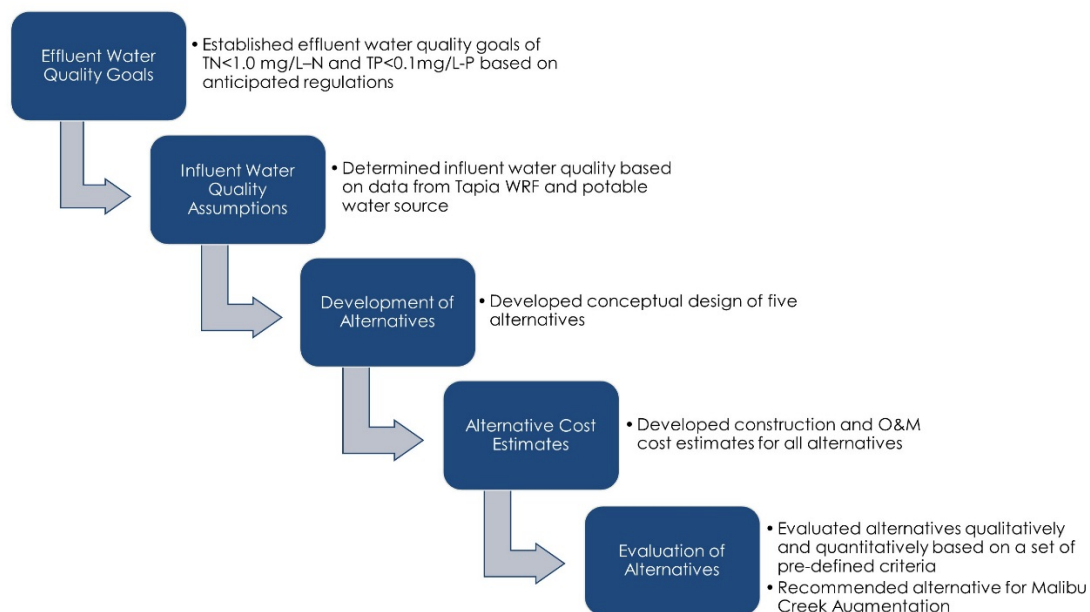 Effluent Water
Quality Goals
• Established effluent water quality goals of
TN<1.0 mg/L–N and TP<0.1mg/L-P based on
anticipated regulations
Influent Water
Quality
Assumptions
• Determined influent water quality based
on data from Tapia WRF and potable
water source
Development of
Alternatives
• Developed conceptual design of five
alternatives
Alternative Cost
Estimates
• Developed construction and O&M
cost estimates for all alternatives
Evaluation of
Alternatives
• Evaluated alternatives qualitatively
and quantitatively based on a set of
pre-defined criteria
• Recommended alternative for Malibu
Creek Augmentation